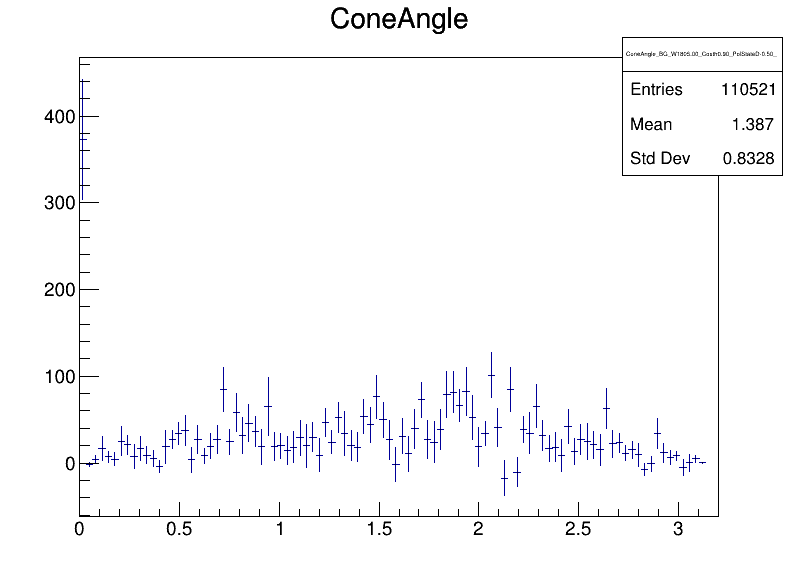 ConeAngle
ConeAngle_BG_W1805.00_Costh0.90_PolStateD-0.50_
Entries 110521
Mean 1.387
Std Dev 0.8328
400
300
200
100
0
0 0.5 1 1.5 2 2.5 3